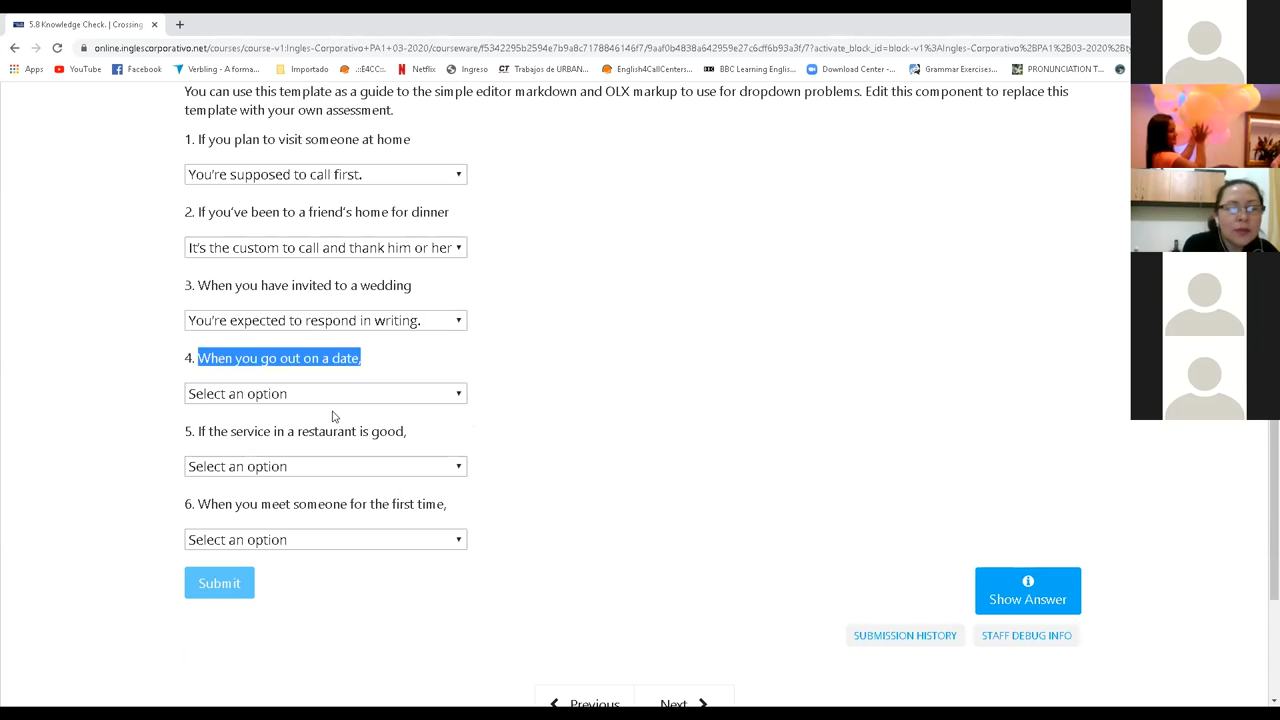 5.8 Knowledge Check. | Crossing
online.inglescorporativo.net/courses/course-v1:Ingles-Corporativo+PA1+03-2020/courseware/f5342295b2594e7b9a8c7178846146f7/9aaf0b4838a642959e27c6cff6b93a3f/7?activate_block_id=block-v1%3AIngles-Corporativo%2BPA1%2B03-2020%2Bty
Apps YouTube Facebook Verbling - A forma... Importado .::E4CC::. Notes Ingreso Trabajos de URBAN... English4CallCenters... BBC Learning Englis... Download Center -... Grammar Exercises... PRONUNCIATION T...
You can use this template as a guide to the simple editor markdown and OLX markup to use for dropdown problems. Edit this component to replace this
template with your own assessment.
1. If you plan to visit someone at home
You're supposed to call first.
2. If you've been to a friend's home for dinner
It's the custom to call and thank him or her
3. When you have invited to a wedding
You're expected to respond in writing.
4. When you go out on a date,
Select an option
5. If the service in a restaurant is good,
Select an option
6. When you meet someone for the first time,
Select an option
Submit
Show Answer
SUBMISSION HISTORY STAFF DEBUG INFO
Previous Next